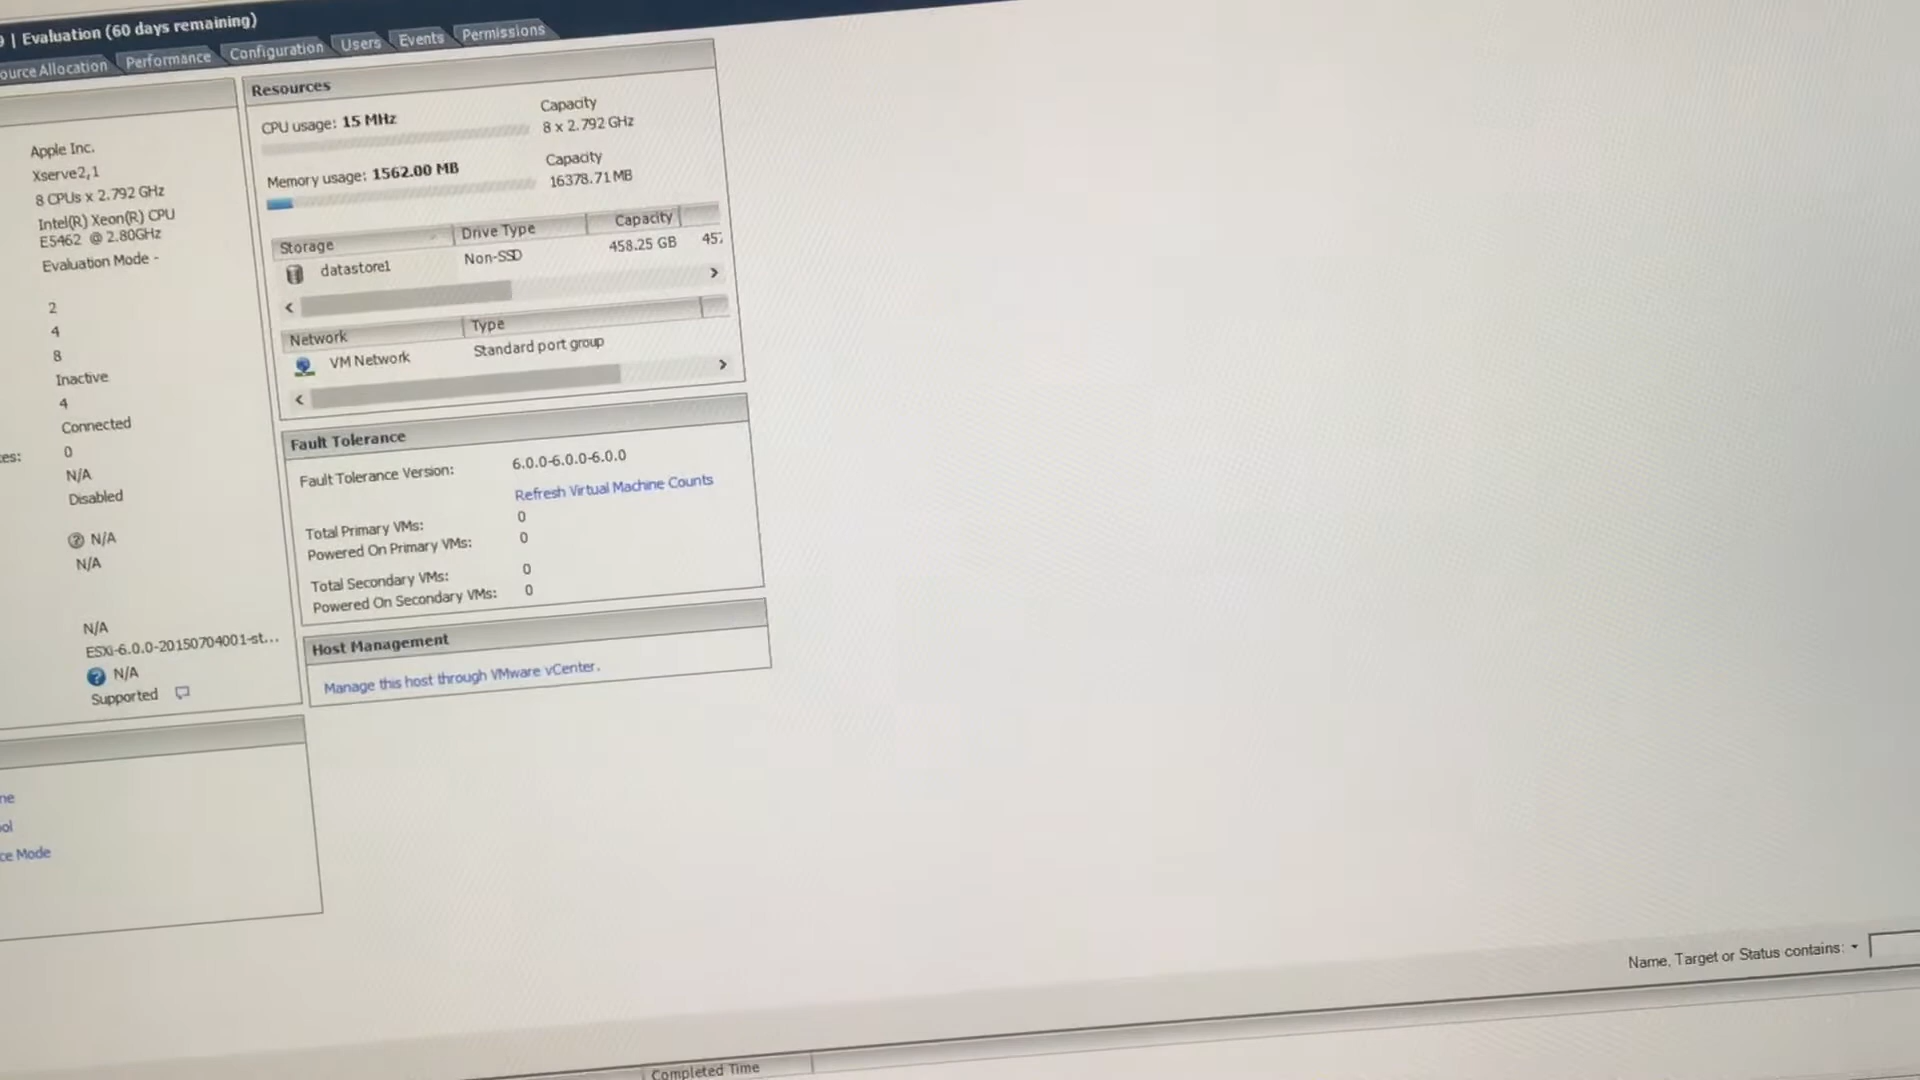 | Evaluation (60 days remaining)
ource Allocation Performance Configuration Users Events Permissions
Apple Inc.
Xserve2,1
8 CPUs x 2.792 GHz
Intel(R) Xeon(R) CPU
E5462 @ 2.80GHz
Evaluation Mode -
2
4
8
Inactive
4
Connected
es: 0
N/A
Disabled
N/A
N/A
N/A
ESXi-6.0.0-20150704001-st...
N/A
Supported
ne
ol
ce Mode
Resources
CPU usage: 15 MHz
Capacity
8 x 2.792 GHz
Memory usage: 1562.00 MB
Capacity
16378.71 MB
Storage Drive Type Capacity
datastore1 Non-SSD 458.25 GB 457
Network Type
VM Network Standard port group
Fault Tolerance
Fault Tolerance Version: 6.0.0-6.0.0-6.0.0
Refresh Virtual Machine Counts
Total Primary VMs: 0
Powered On Primary VMs: 0
Total Secondary VMs: 0
Powered On Secondary VMs: 0
Host Management
Manage this host through VMware vCenter.
Name, Target or Status contains:
Completed Time